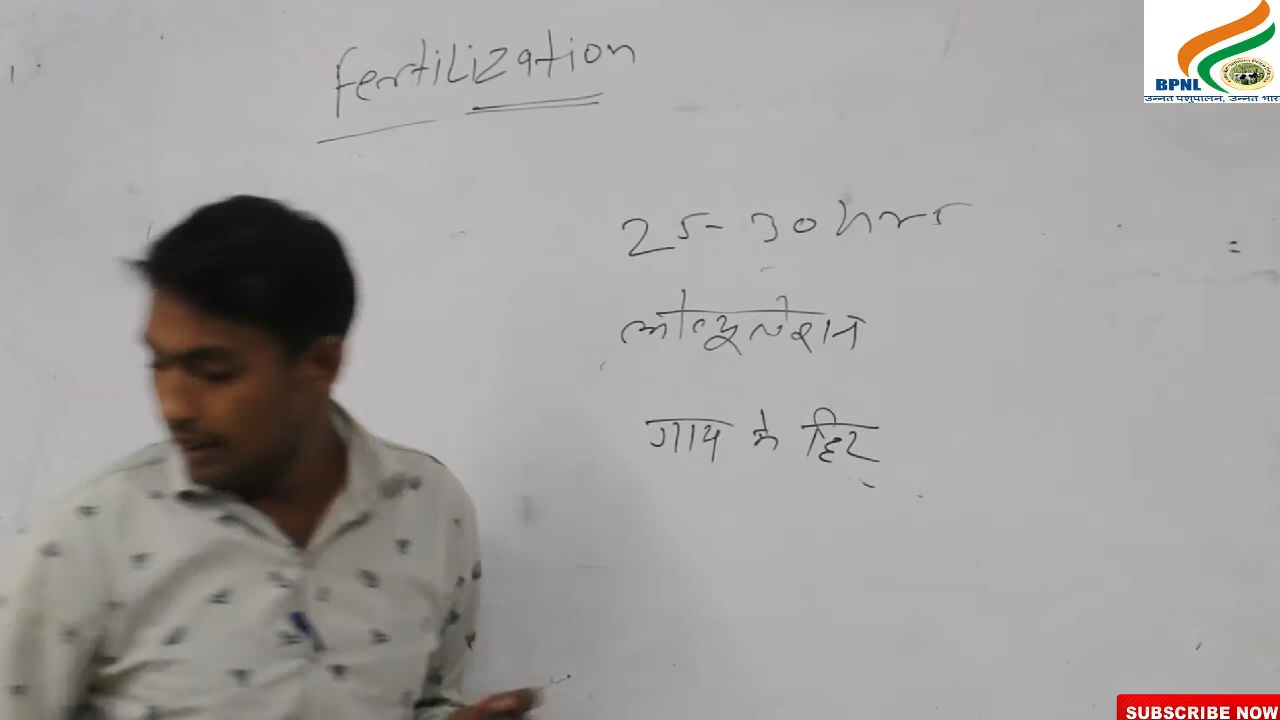 Fertilization
25-30 hrs
ओव्यूलेशन
गाय के हिट
BPNL
उन्नत पशुपालन, उन्नत भार
SUBSCRIBE NOW